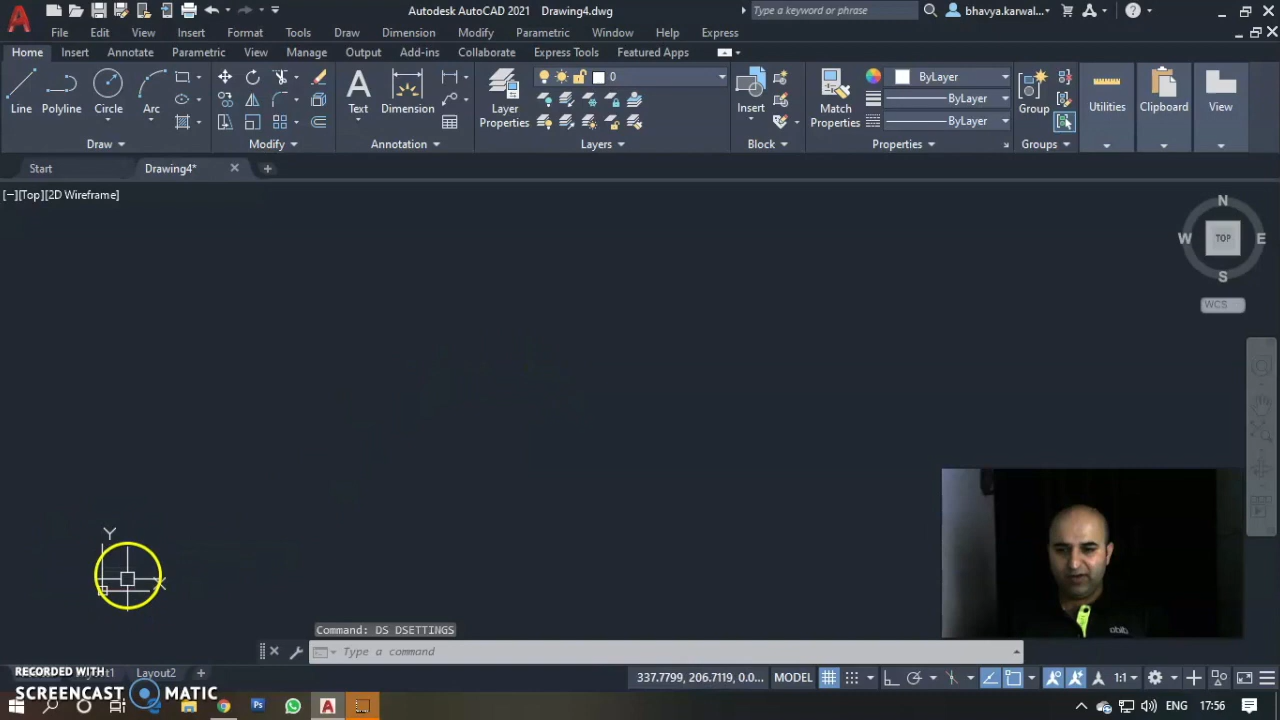 Autodesk AutoCAD 2021 Drawing4.dwg
Type a keyword or phrase
bhavya.karwal...
File Edit View Insert Format Tools Draw Dimension Modify Parametric Window Help Express
Home Insert Annotate Parametric View Manage Output Add-ins Collaborate Express Tools Featured Apps
Line Polyline Circle Arc
Text Dimension
Layer Properties
0
Insert
Match Properties
ByLayer
ByLayer
ByLayer
Group
Utilities
Clipboard
View
Draw Modify Annotation Layers Block Properties Groups
Start Drawing4*
[−][Top][2D Wireframe]
N
W TOP E
S
WCS
Y
X
Command: DS DSETTINGS
Type a command
Layout2
337.7799, 206.7119, 0.0... MODEL
1:1
RECORDED WITH
SCREENCAST MATIC
ENG 17:56